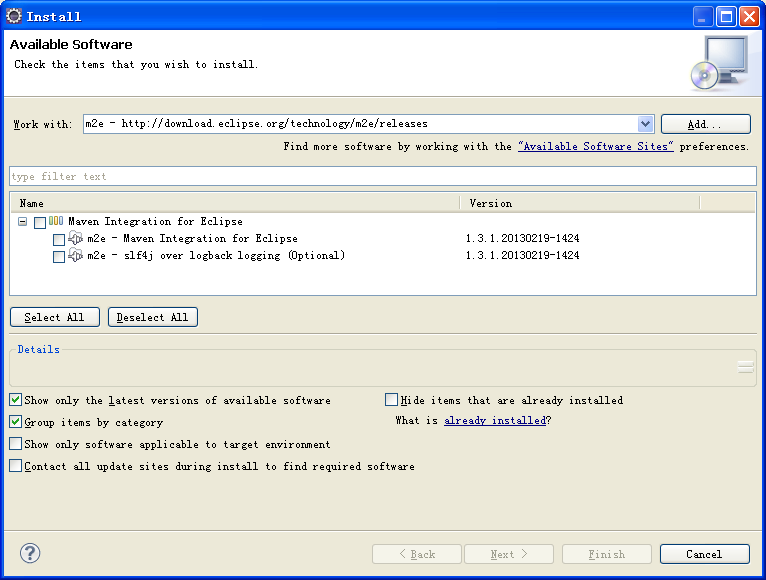 Install
Available Software
Check the items that you wish to install.
Work with: m2e - http://download.eclipse.org/technology/m2e/releases Add...
Find more software by working with the "Available Software Sites" preferences.
type filter text
Name Version
Maven Integration for Eclipse
m2e - Maven Integration for Eclipse 1.3.1.20130219-1424
m2e - slf4j over logback logging (Optional) 1.3.1.20130219-1424
Select All Deselect All
Details
Show only the latest versions of available software Hide items that are already installed
Group items by category What is already installed?
Show only software applicable to target environment
Contact all update sites during install to find required software
? < Back Next > Finish Cancel